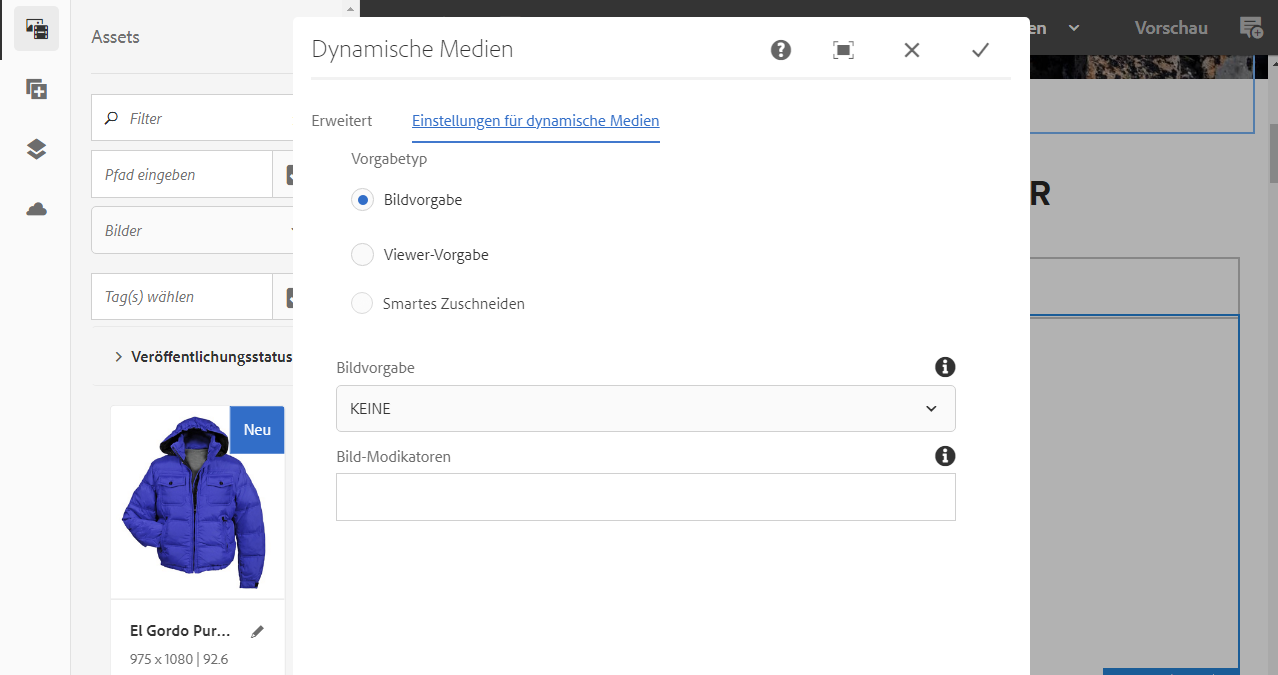 Assets
Filter
Pfad eingeben
Bilder
Tag(s) wählen
Veröffentlichungsstatus
Neu
El Gordo Pur...
975 x 1080 | 92.6
Dynamische Medien
Erweitert
Einstellungen für dynamische Medien
Vorgabetyp
Bildvorgabe
Viewer-Vorgabe
Smartes Zuschneiden
Bildvorgabe
KEINE
Bild-Modikatoren
en
Vorschau
R